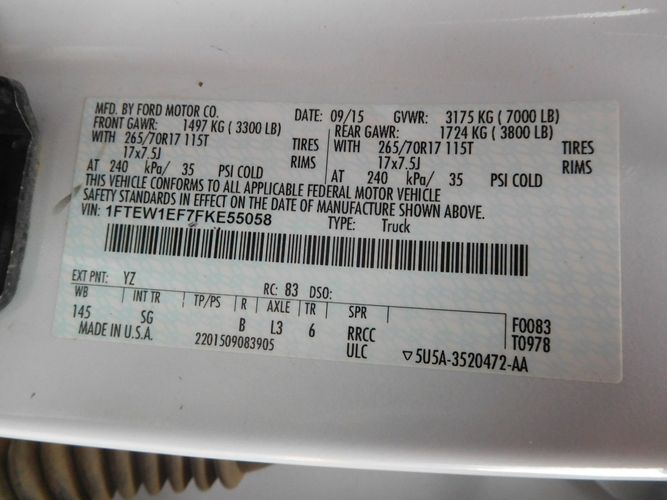 MFD. BY FORD MOTOR CO. DATE: 09/15 GVWR: 3175 KG ( 7000 LB)
FRONT GAWR: 1497 KG ( 3300 LB) REAR GAWR: 1724 KG ( 3800 LB)
WITH 265/70R17 115T TIRES WITH 265/70R17 115T TIRES
17x7.5J RIMS 17x7.5J RIMS
AT 240 kPa/ 35 PSI COLD AT 240 kPa/ 35 PSI COLD
THIS VEHICLE CONFORMS TO ALL APPLICABLE FEDERAL MOTOR VEHICLE
SAFETY STANDARDS IN EFFECT ON THE DATE OF MANUFACTURE SHOWN ABOVE.
VIN: 1FTEW1EF7FKE55058 TYPE: Truck
EXT PNT: YZ RC: 83 DSO:
WB INT TR TP/PS R AXLE TR SPR F0083
145 SG B L3 6 RRCC T0978
MADE IN U.S.A. 2201509083905 ULC ▽5U5A-3520472-AA